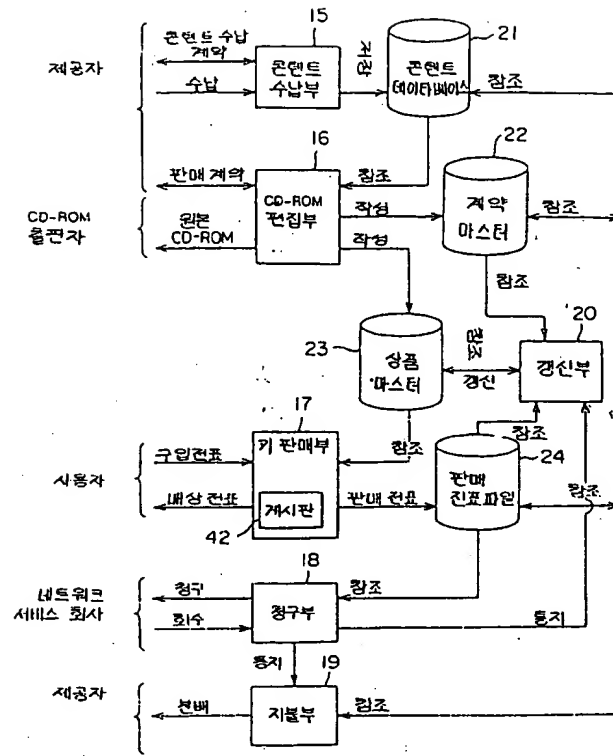 15
21
콘텐트 수납
계약
제공자
콘텐트
수납부
저장
콘텐트
데이타베이스
참조
수납
16
22
판매 계약
참조
CD-ROM
편집부
작성
계약
마스터
참조
CD-ROM
출판자
원본
CD-ROM
작성
참조
20
23
상품
마스터
참조
갱신
갱신부
17
키 판매부
참조
참조
24
구입전표
사용자
판매
전표파일
참조
대상 전표
게시판
판매 전표
42
18
네트워크
서비스 회사
청구
참조
청구부
회수
통지
통지
19
제공자
분배
지불부
참조